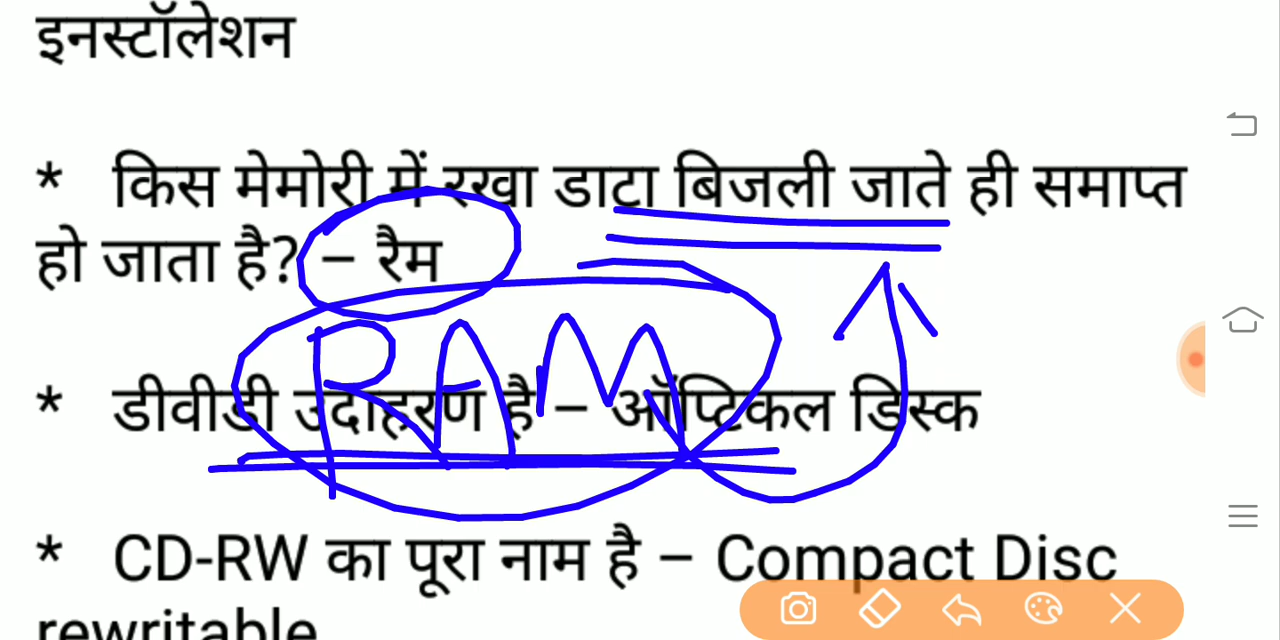 इनस्टॉलेशन
* किस मेमोरी में रखा डाटा बिजली जाते ही समाप्त
हो जाता है? – रैम
RAM
* डीवीडी उदाहरण है – ऑप्टिकल डिस्क
* CD-RW का पूरा नाम है – Compact Disc
rewritable